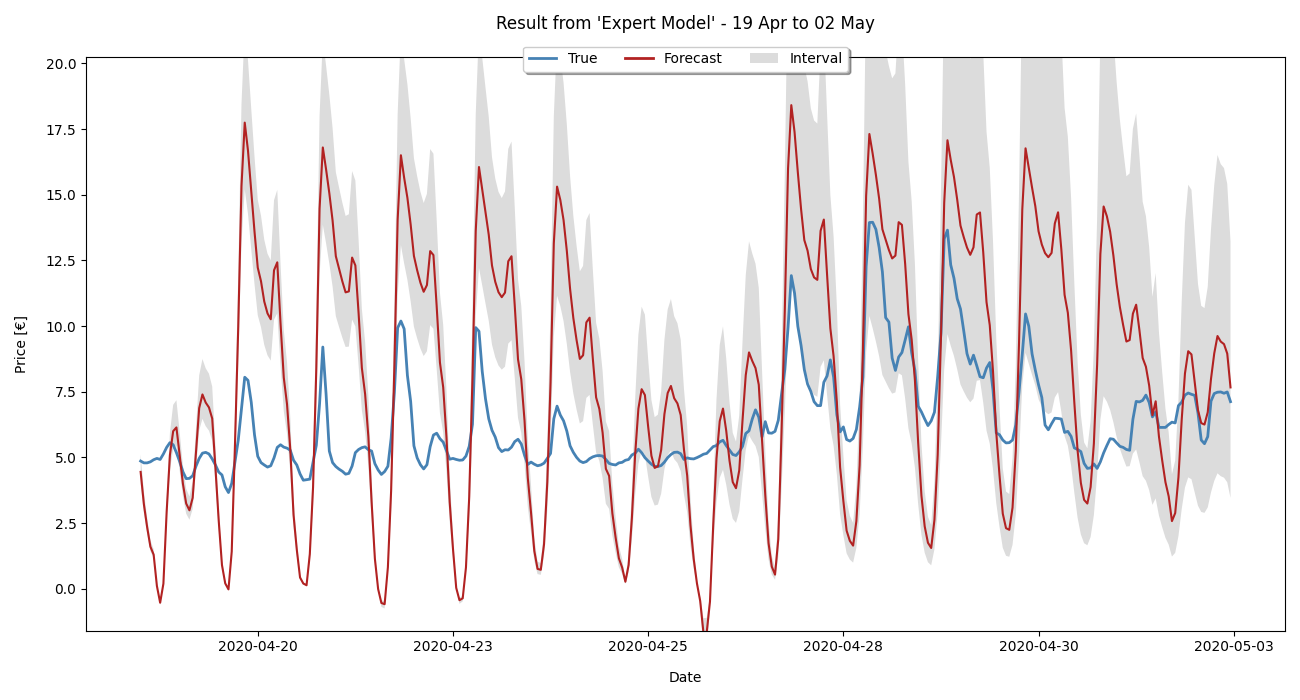 Result from 'Expert Model' - 19 Apr to 02 May
True Forecast Interval
20.0
17.5
15.0
12.5
10.0
7.5
5.0
2.5
0.0
Price [€]
2020-04-20 2020-04-23 2020-04-25 2020-04-28 2020-04-30 2020-05-03
Date